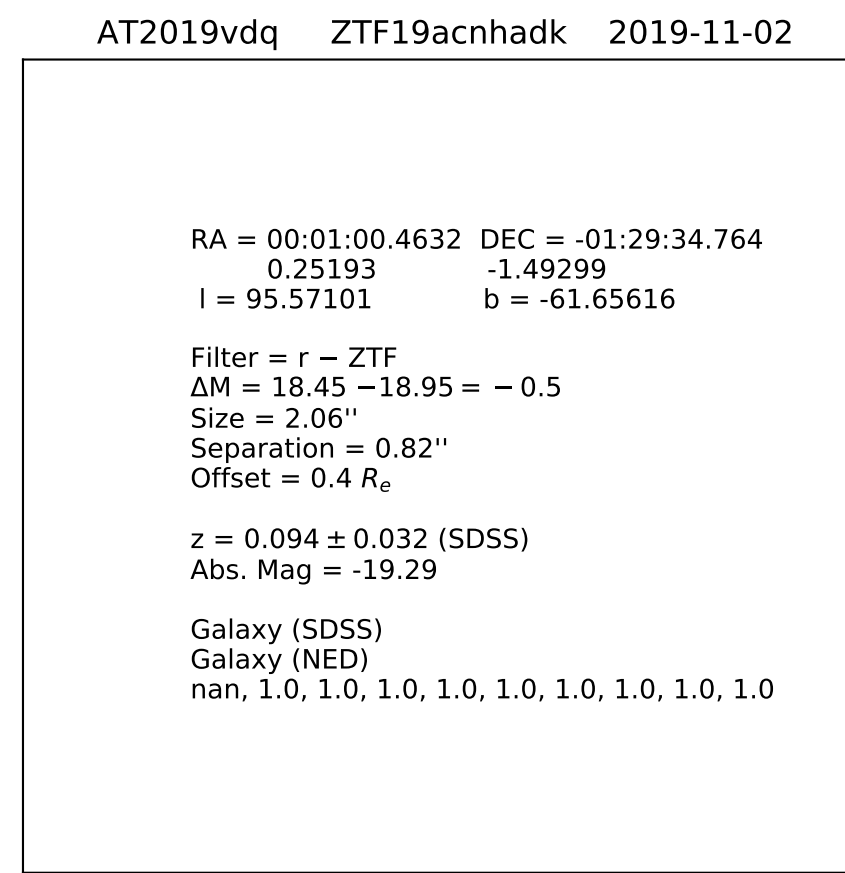 AT2019vdq ZTF19acnhadk 2019-11-02
RA = 00:01:00.4632 DEC = -01:29:34.764
0.25193 -1.49299
l = 95.57101 b = -61.65616
Filter = r − ZTF
ΔM = 18.45 −18.95 = − 0.5
Size = 2.06''
Separation = 0.82''
Offset = 0.4 Re
z = 0.094 ± 0.032 (SDSS)
Abs. Mag = -19.29
Galaxy (SDSS)
Galaxy (NED)
nan, 1.0, 1.0, 1.0, 1.0, 1.0, 1.0, 1.0, 1.0, 1.0